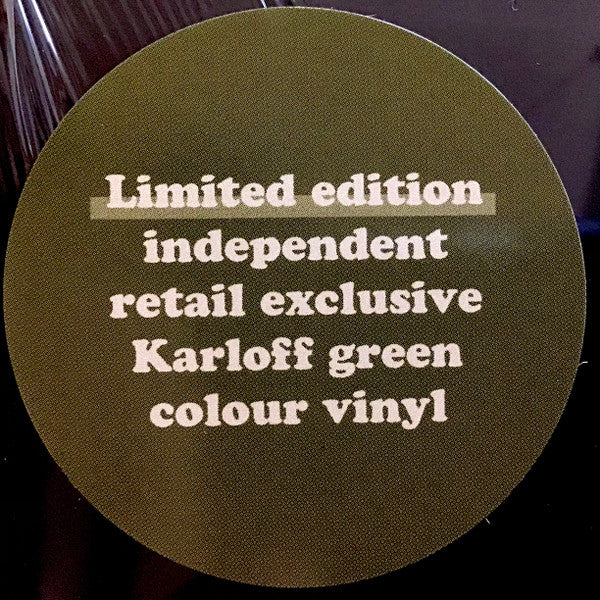 Limited edition
independent
retail exclusive
Karloff green
colour vinyl